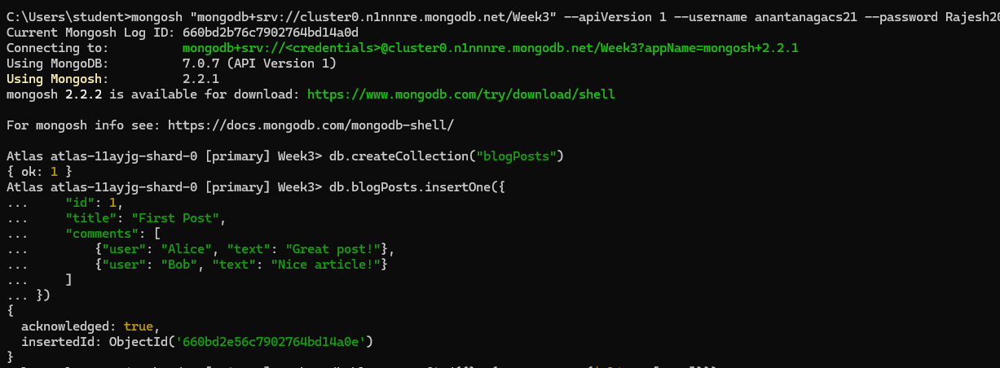 C:\Users\student>mongosh "mongodb+srv://cluster0.n1nnnre.mongodb.net/Week3" --apiVersion 1 --username anantanagacs21 --password Rajesh20
Current Mongosh Log ID: 660bd2b76c7902764bd14a0d
Connecting to:          mongodb+srv://<credentials>@cluster0.n1nnnre.mongodb.net/Week3?appName=mongosh+2.2.1
Using MongoDB:          7.0.7 (API Version 1)
Using Mongosh:          2.2.1
mongosh 2.2.2 is available for download: https://www.mongodb.com/try/download/shell
For mongosh info see: https://docs.mongodb.com/mongodb-shell/
Atlas atlas-11ayjg-shard-0 [primary] Week3> db.createCollection("blogPosts")
{ ok: 1 }
Atlas atlas-11ayjg-shard-0 [primary] Week3> db.blogPosts.insertOne({
...     "id": 1,
...     "title": "First Post",
...     "comments": [
...         {"user": "Alice", "text": "Great post!"},
...         {"user": "Bob", "text": "Nice article!"}
...     ]
... })
{
  acknowledged: true,
  insertedId: ObjectId('660bd2e56c7902764bd14a0e')
}